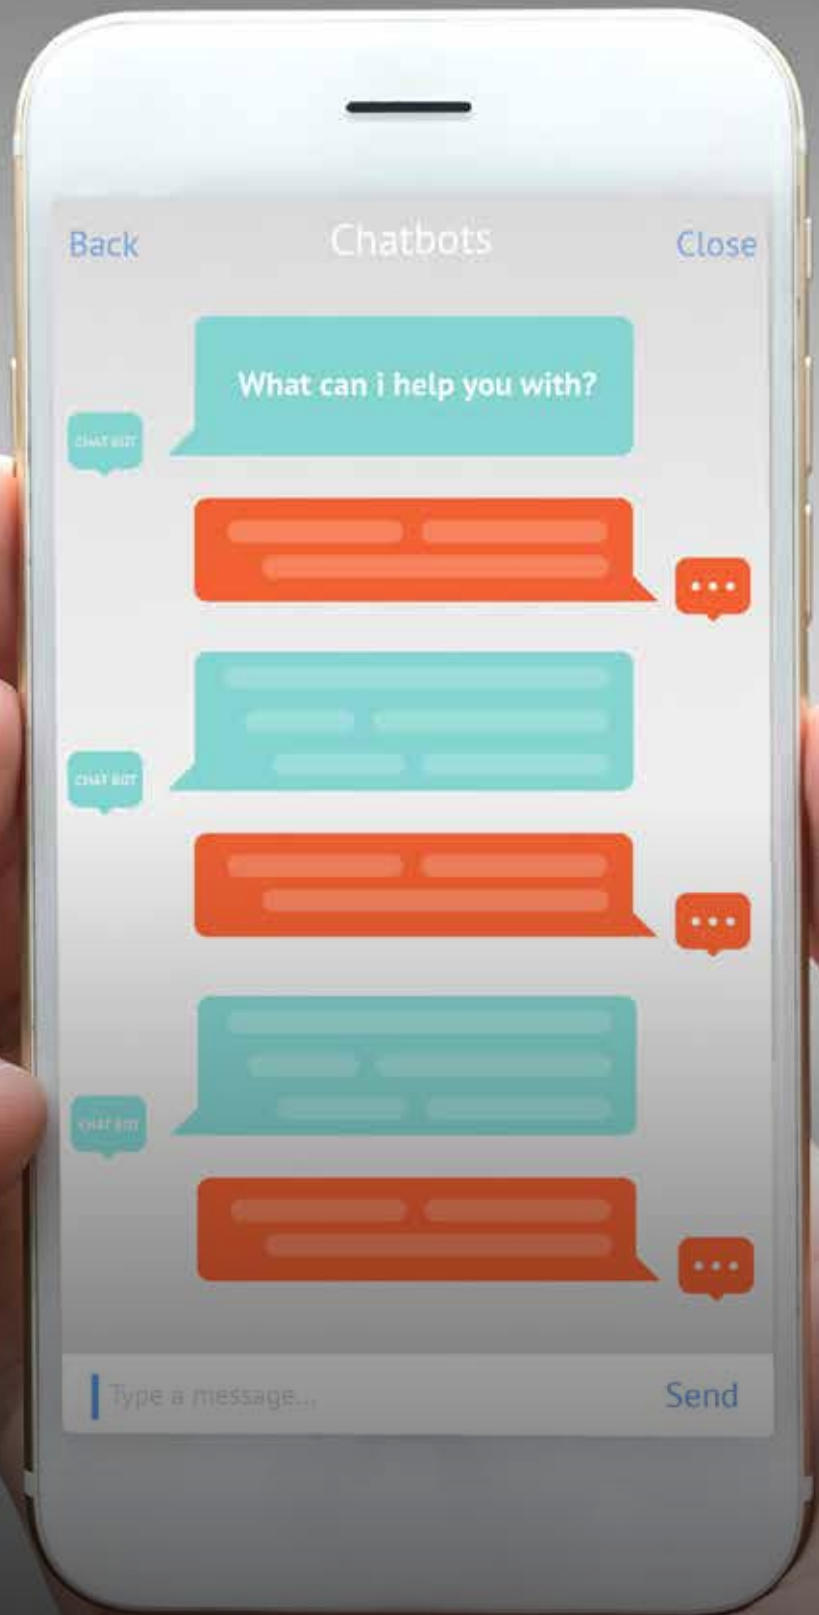 Back Chatbots Close
What can i help you with?
CHAT BOT
CHAT BOT
CHAT BOT
Type a message...
Send